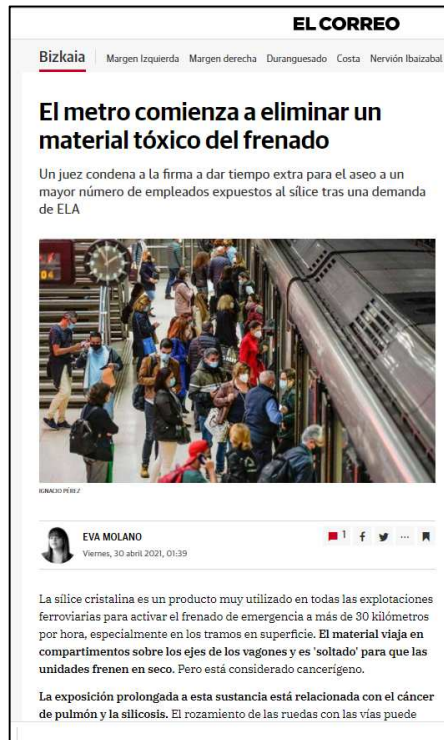 EL CORREO
Bizkaia Margen Izquierda Margen derecha Duranguesado Costa Nervión Ibaizabal
El metro comienza a eliminar un
material tóxico del frenado
Un juez condena a la firma a dar tiempo extra para el aseo a un
mayor número de empleados expuestos al sílice tras una demanda
de ELA
04
IGNACIO PÉREZ
EVA MOLANO
1
Viernes, 30 abril 2021, 01:39
La sílice cristalina es un producto muy utilizado en todas las explotaciones
ferroviarias para activar el frenado de emergencia a más de 30 kilómetros
por hora, especialmente en los tramos en superficie. El material viaja en
compartimentos sobre los ejes de los vagones y es 'soltado' para que las
unidades frenen en seco. Pero está considerado cancerígeno.
La exposición prolongada a esta sustancia está relacionada con el cáncer
de pulmón y la silicosis. El rozamiento de las ruedas con las vías puede